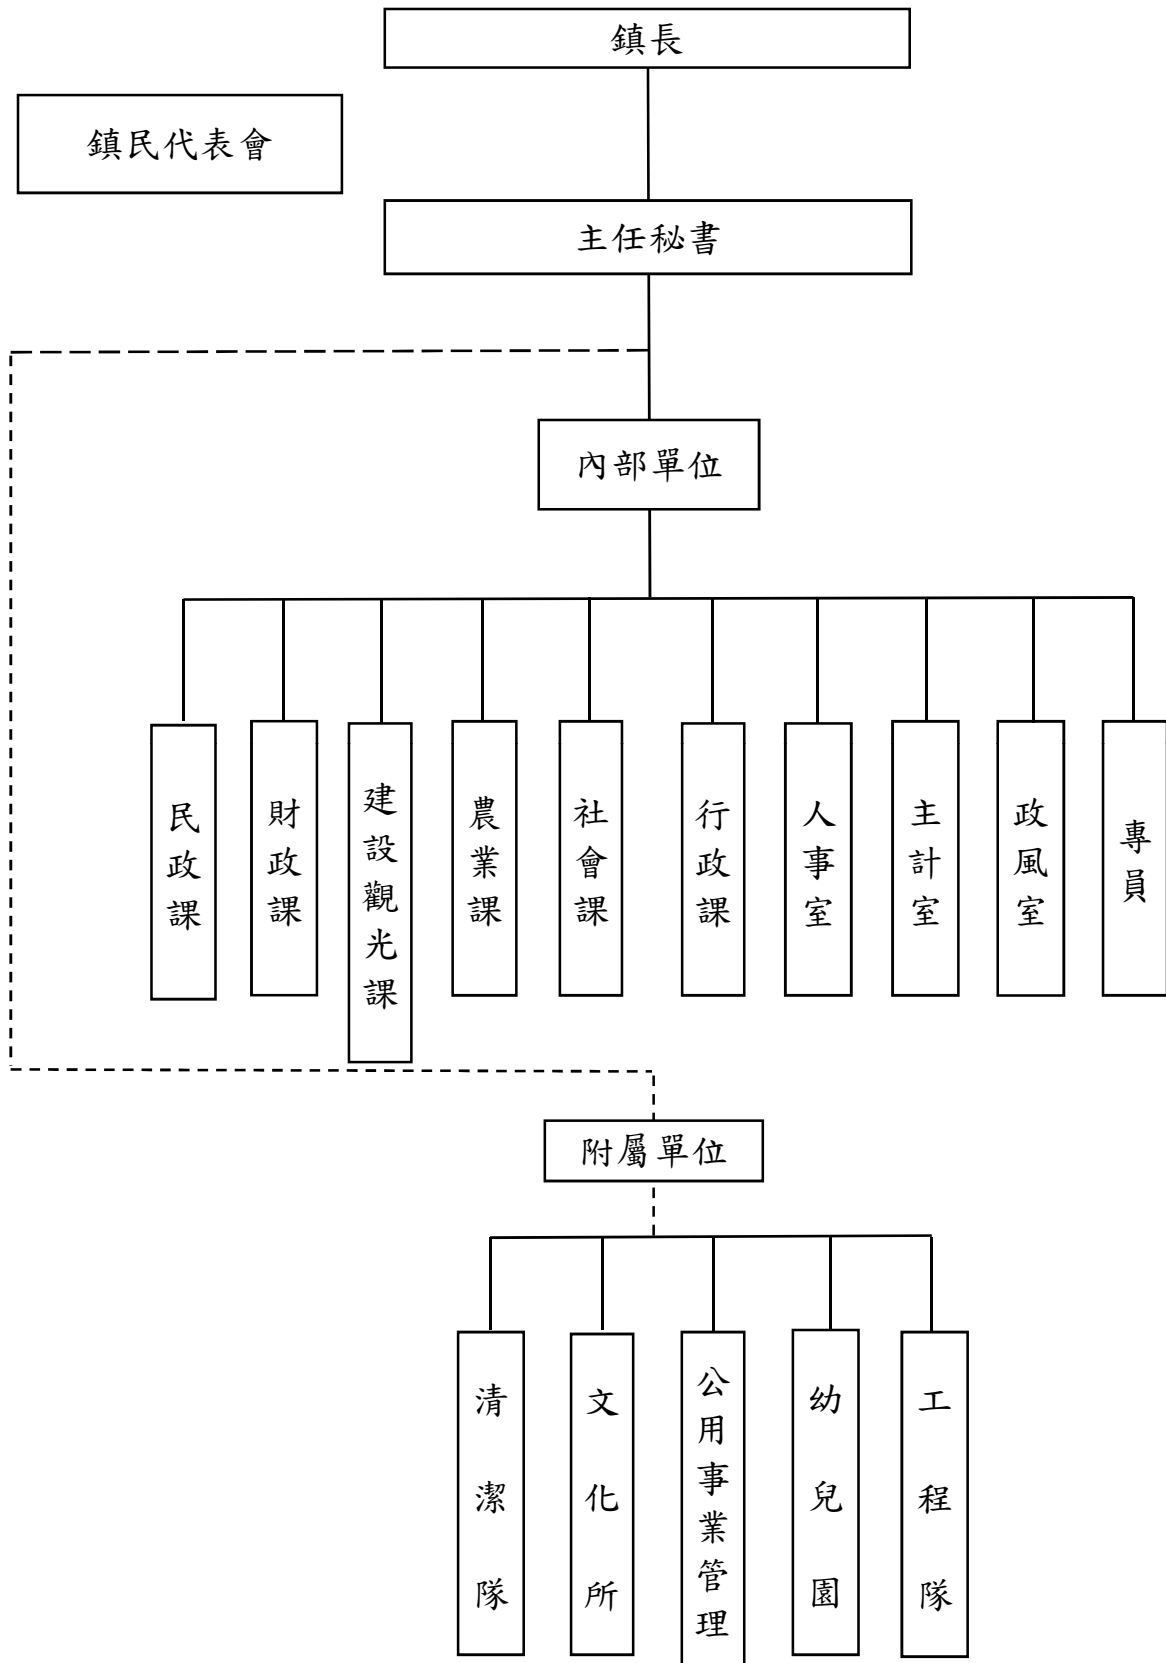 鎮長
鎮民代表會
主任秘書
內部單位
民政課
財政課
建設觀光課
農業課
社會課
行政課
人事室
主計室
政風室
專員
附屬單位
清潔隊
文化所
公用事業管理
幼兒園
工程隊